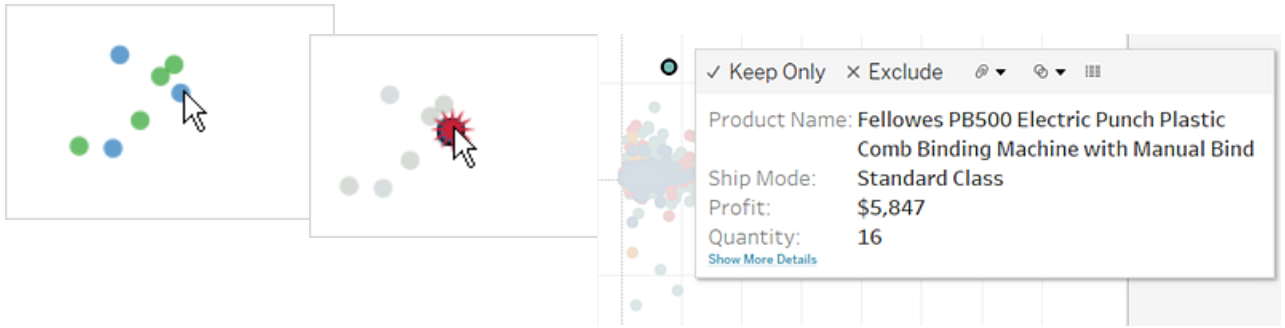 Keep Only Exclude
Product Name: Fellowes PB500 Electric Punch Plastic
Comb Binding Machine with Manual Bind
Ship Mode: Standard Class
Profit: $5,847
Quantity: 16
Show More Details